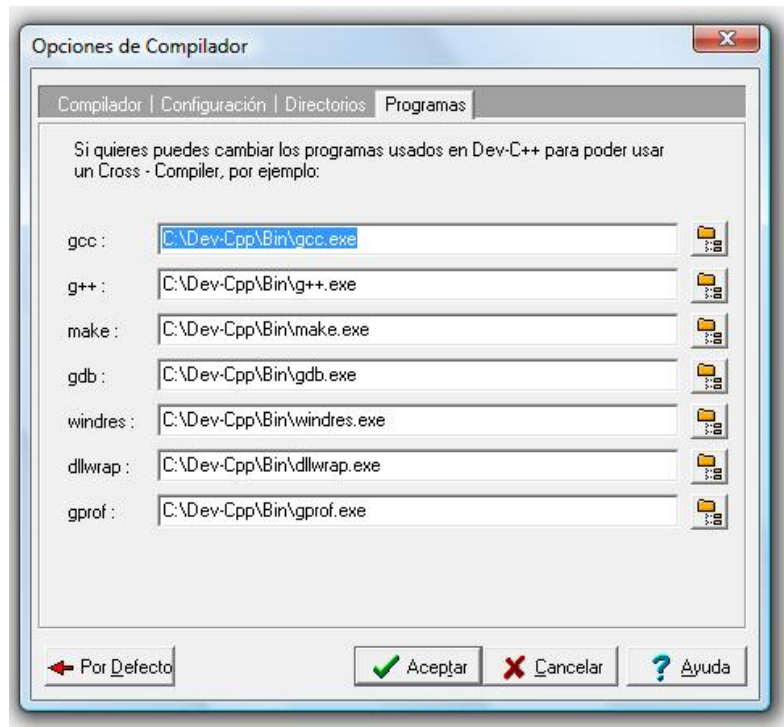 Opciones de Compilador
Compilador | Configuración | Directorios Programas
Si quieres puedes cambiar los programas usados en Dev-C++ para poder usar
un Cross - Compiler, por ejemplo:
gcc : C:\Dev-Cpp\Bin\gcc.exe
g++ : C:\Dev-Cpp\Bin\g++.exe
make : C:\Dev-Cpp\Bin\make.exe
gdb : C:\Dev-Cpp\Bin\gdb.exe
windres : C:\Dev-Cpp\Bin\windres.exe
dllwrap : C:\Dev-Cpp\Bin\dllwrap.exe
gprof : C:\Dev-Cpp\Bin\gprof.exe
Por Defecto Aceptar Cancelar Ayuda